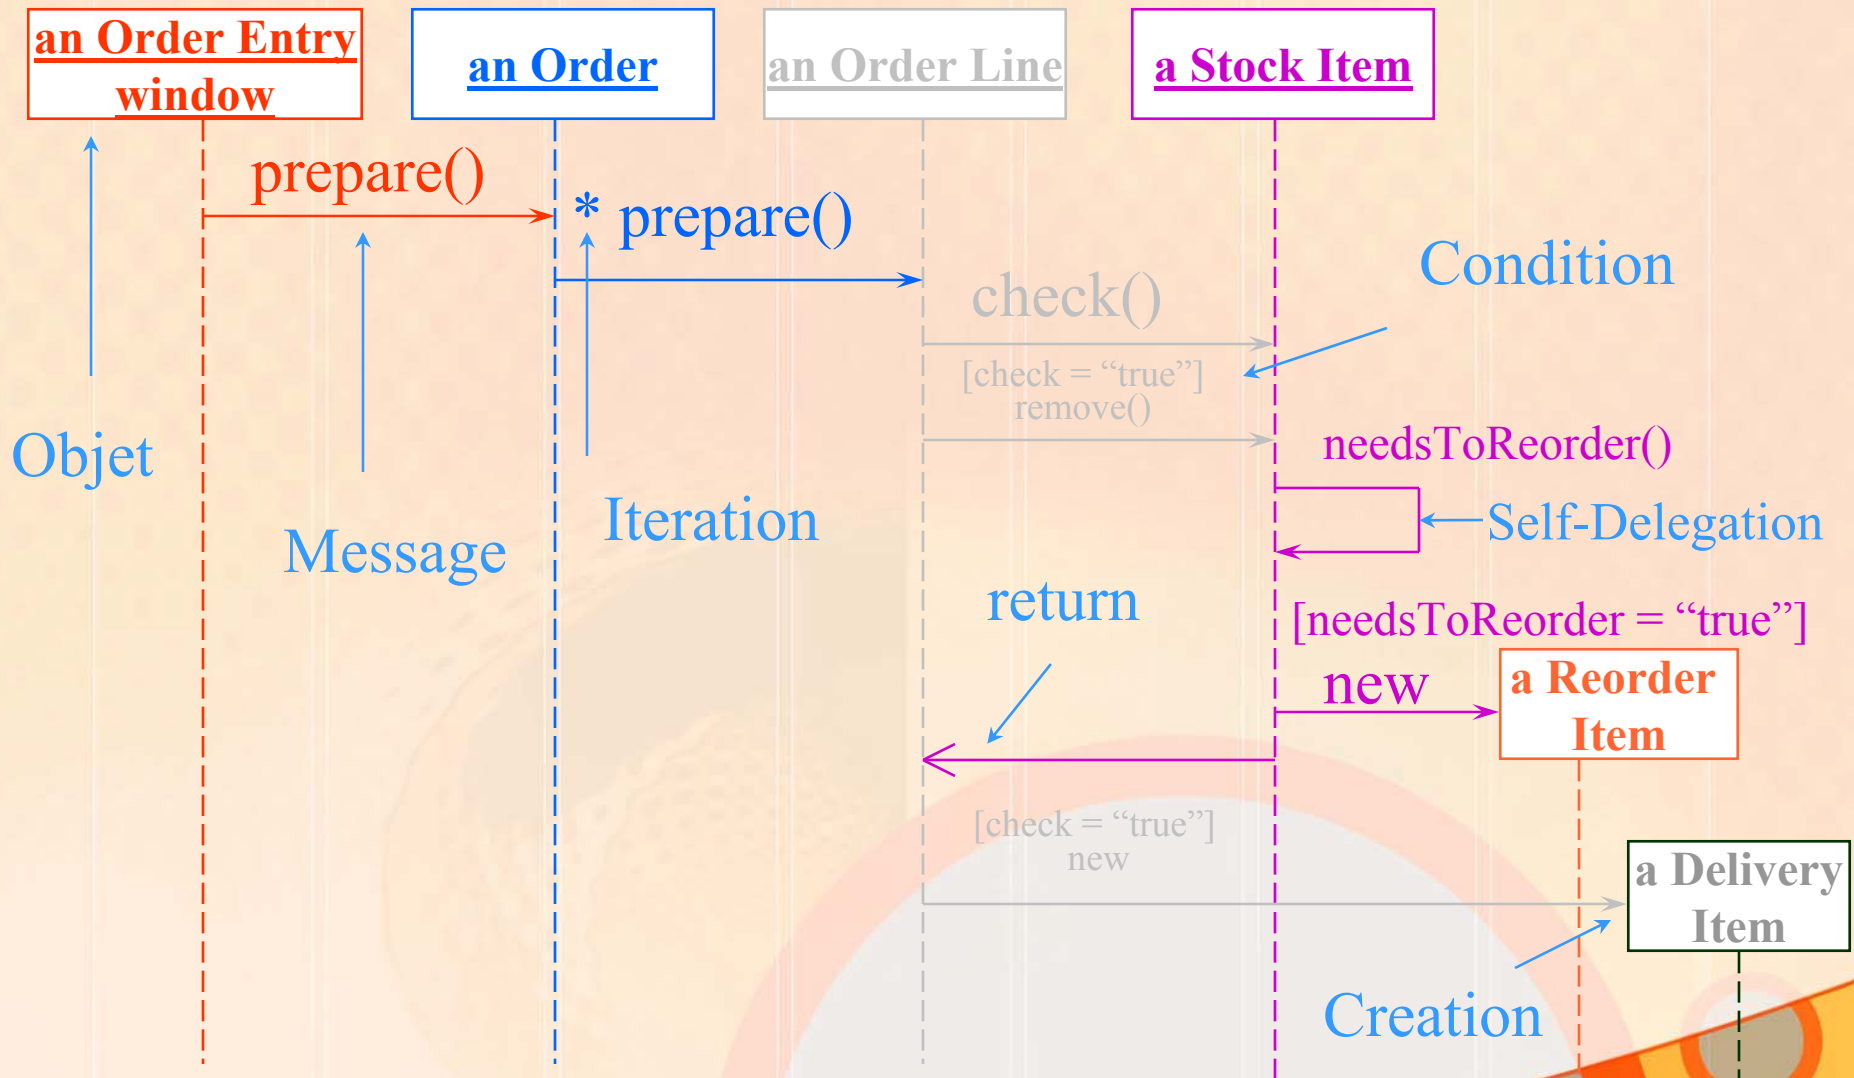 an Order Entry
window
an Order
an Order Line
a Stock Item
prepare()
* prepare()
Condition
check()
[check = “true”]
remove()
Objet
needsToReorder()
Iteration
Self-Delegation
Message
return
[needsToReorder = “true”]
new
a Reorder
Item
[check = “true”]
new
a Delivery
Item
Creation